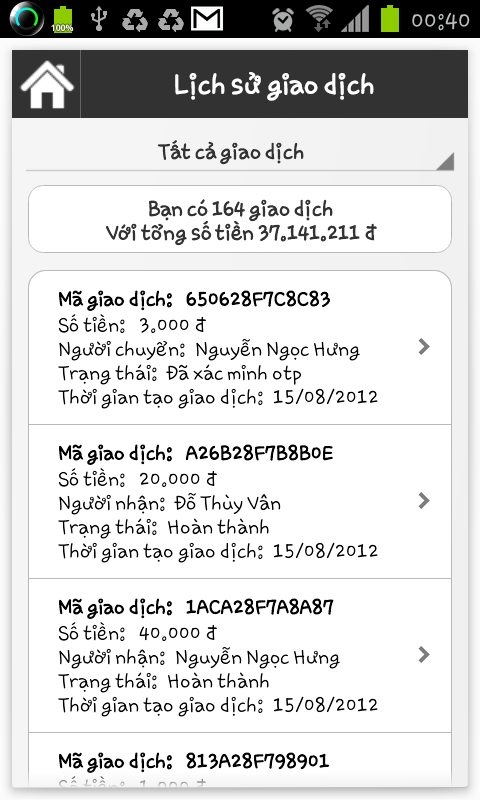 100%
00:40
Lịch sử giao dịch
Tất cả giao dịch
Bạn có 164 giao dịch
Với tổng số tiền 37.141.211 đ
Mã giao dịch: 650628F7C8C83
Số tiền: 3.000 đ
Người chuyển: Nguyễn Ngọc Hưng
Trạng thái: Đã xác minh otp
Thời gian tạo giao dịch: 15/08/2012
Mã giao dịch: A26B28F7B8B0E
Số tiền: 20.000 đ
Người nhận: Đỗ Thùy Vân
Trạng thái: Hoàn thành
Thời gian tạo giao dịch: 15/08/2012
Mã giao dịch: 1ACA28F7A8A87
Số tiền: 40.000 đ
Người nhận: Nguyễn Ngọc Hưng
Trạng thái: Hoàn thành
Thời gian tạo giao dịch: 15/08/2012
Mã giao dịch: 813A28F798901
Số tiền: 1.000 đ